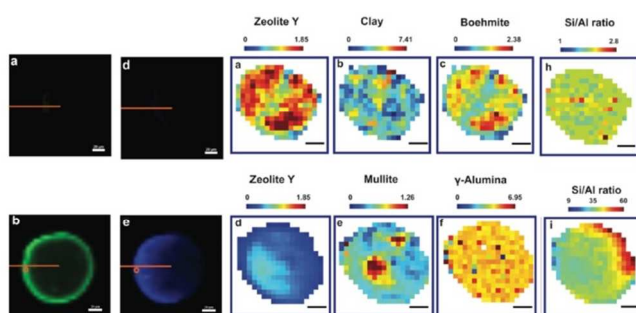 Zeolite Y Clay Boehmite Si/Al ratio
0 1.85 0 7.41 0 2.38 1 2.8
a d a b c h
Zeolite Y Mullite γ-Alumina Si/Al ratio
0 1.85 0 1.26 0 6.95 9 35 60
b e d e f i